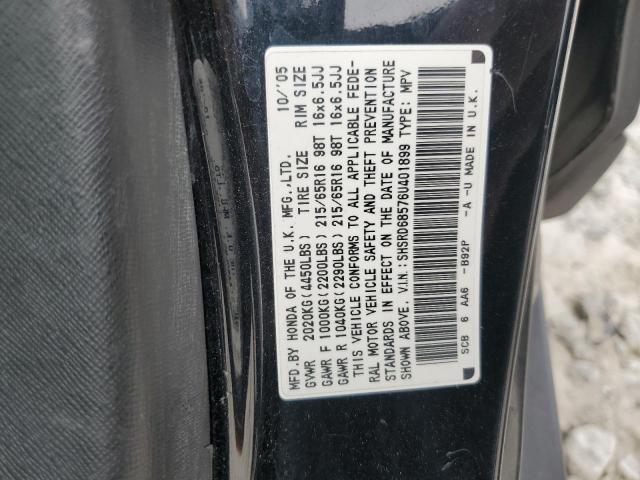 MFD.BY HONDA OF THE U.K. MFG.,LTD. 10/'05
GVWR 2020KG(4450LBS) TIRE SIZE RIM SIZE
GAWR F 1000KG(2200LBS) 215/65R16 98T 16x6.5JJ
GAWR R 1040KG(2290LBS) 215/65R16 98T 16x6.5JJ
THIS VEHICLE CONFORMS TO ALL APPLICABLE FEDE-
RAL MOTOR VEHICLE SAFETY AND THEFT PREVENTION
STANDARDS IN EFFECT ON THE DATE OF MANUFACTURE
SHOWN ABOVE. V.I.N.:SHSRD68576U401899 TYPE: MPV
SCB 6 AA6 -B92P -A -U MADE IN U.K.